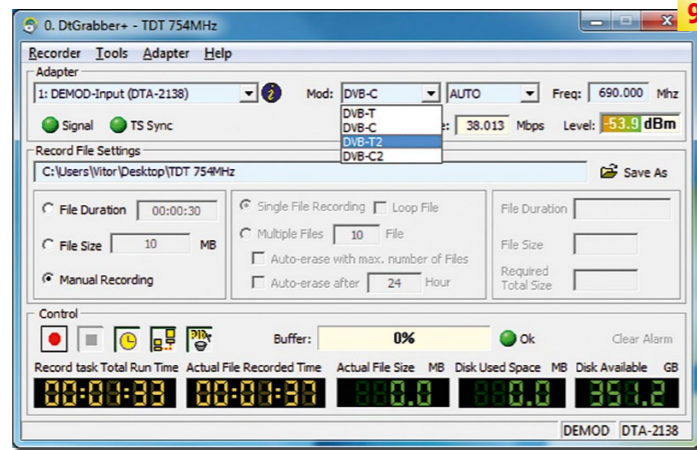 9
0. DtGrabber+ - TDT 754MHz
Recorder Tools Adapter Help
Adapter
1: DEMOD-Input (DTA-2138) Mod: DVB-C AUTO Freq: 690.000 Mhz
DVB-T
DVB-C
DVB-T2
DVB-C2
Signal TS Sync e: 38.013 Mbps Level: -53.9 dBm
Record File Settings
C:\Users\Vitor\Desktop\TDT 754MHz Save As
File Duration 00:00:30 Single File Recording Loop File File Duration
File Size 10 MB Multiple Files 10 File File Size
Auto-erase with max. number of Files
Manual Recording Auto-erase after 24 Hour Required
Total Size
Control
Buffer: 0% Ok Clear Alarm
Record task Total Run Time Actual File Recorded Time Actual File Size MB Disk Used Space MB Disk Available GB
00:01:33 00:01:31 0.0 0.0 351.2
DEMOD DTA-2138